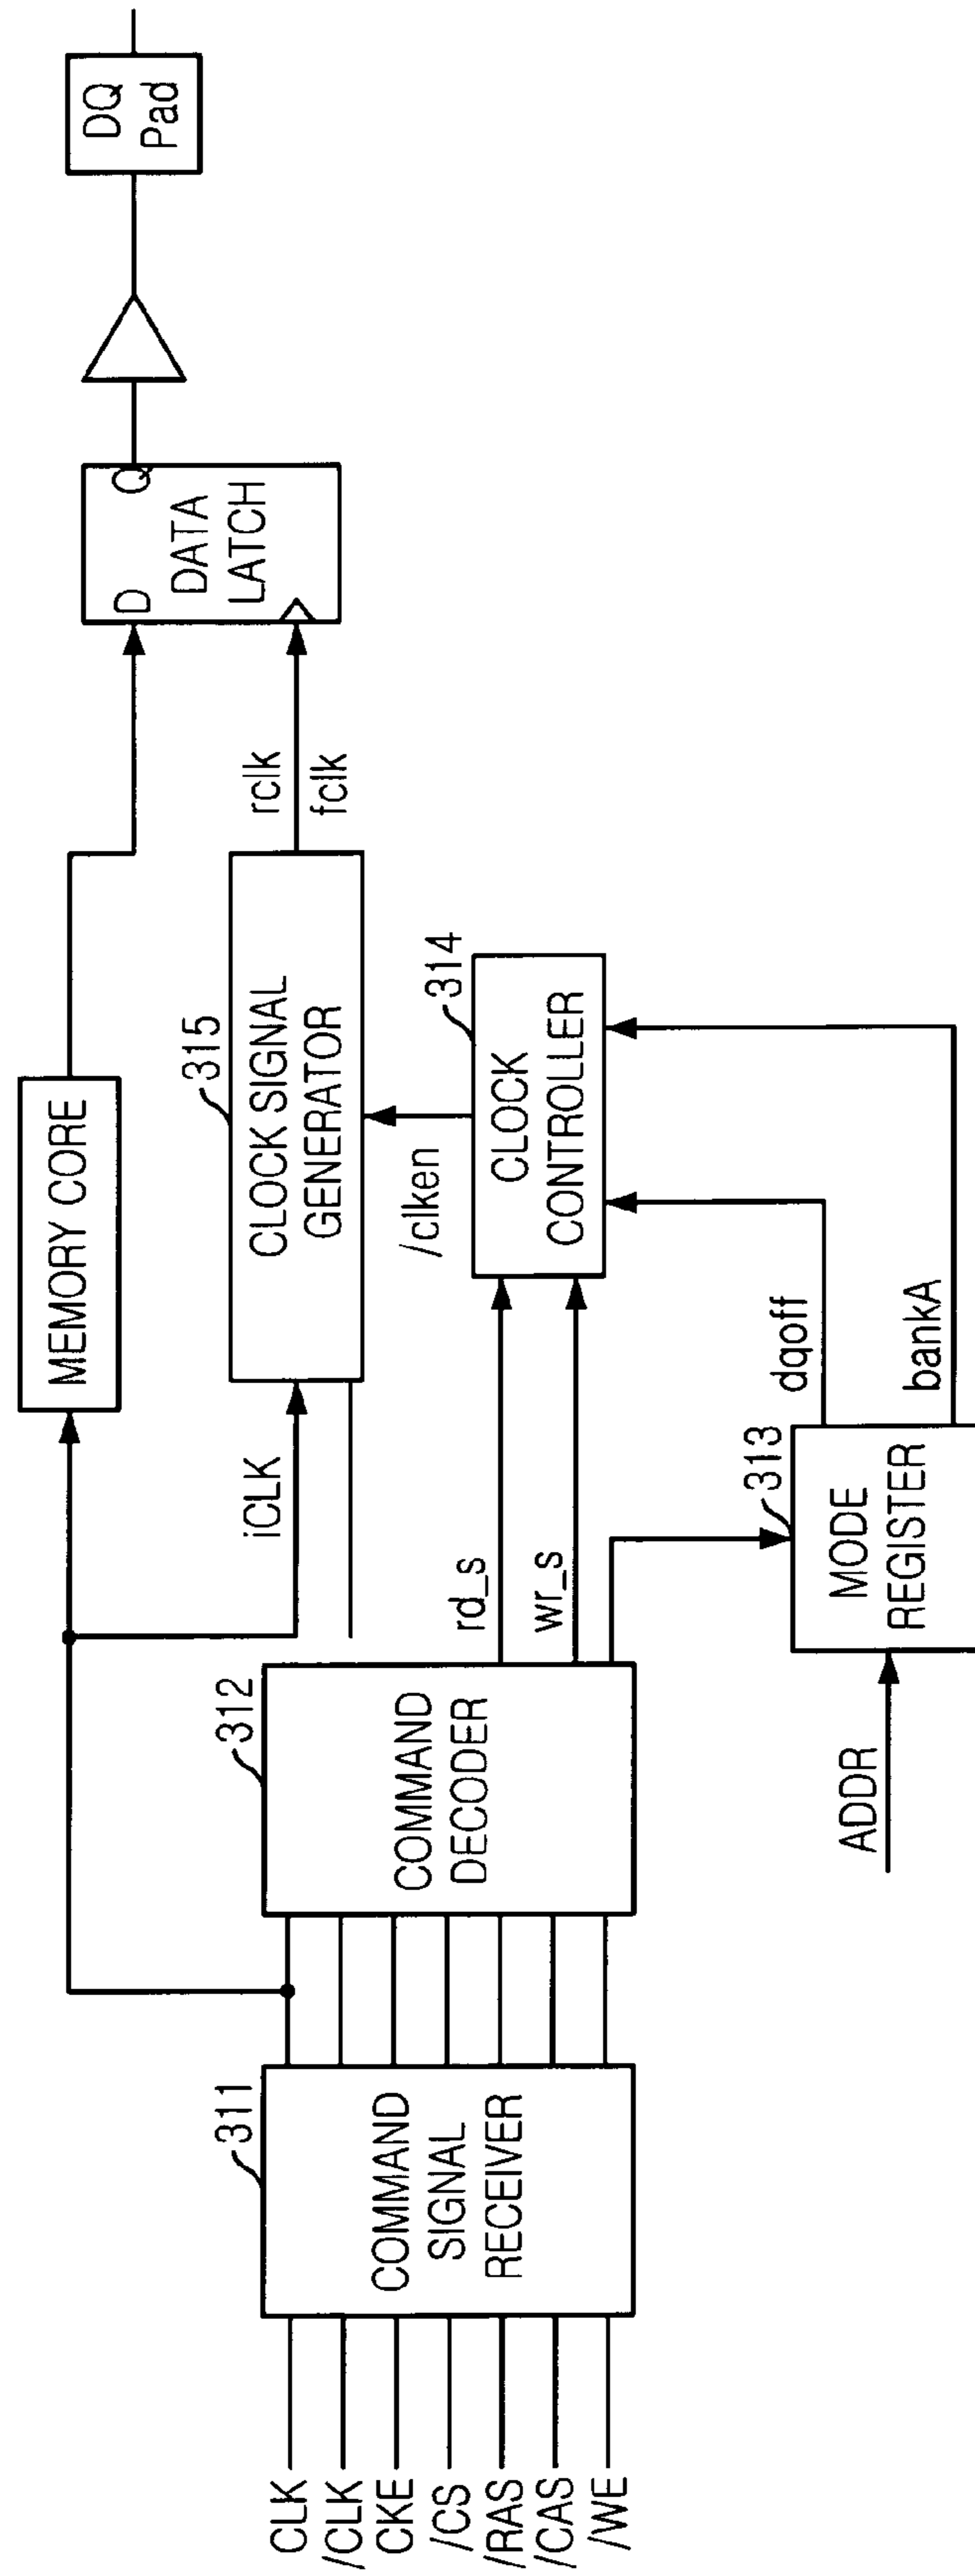 CLK
/CLK
CKE
/CS
/RAS
/CAS
/WE
311
COMMAND
SIGNAL
RECEIVER
312
COMMAND
DECODER
iCLK
rd_s
wr_s
ADDR
313
MODE
REGISTER
dqoff
bankA
MEMORY CORE
315
CLOCK SIGNAL
GENERATOR
/clken
314
CLOCK
CONTROLLER
rclk
fclk
D
Q
DATA
LATCH
DQ
Pad